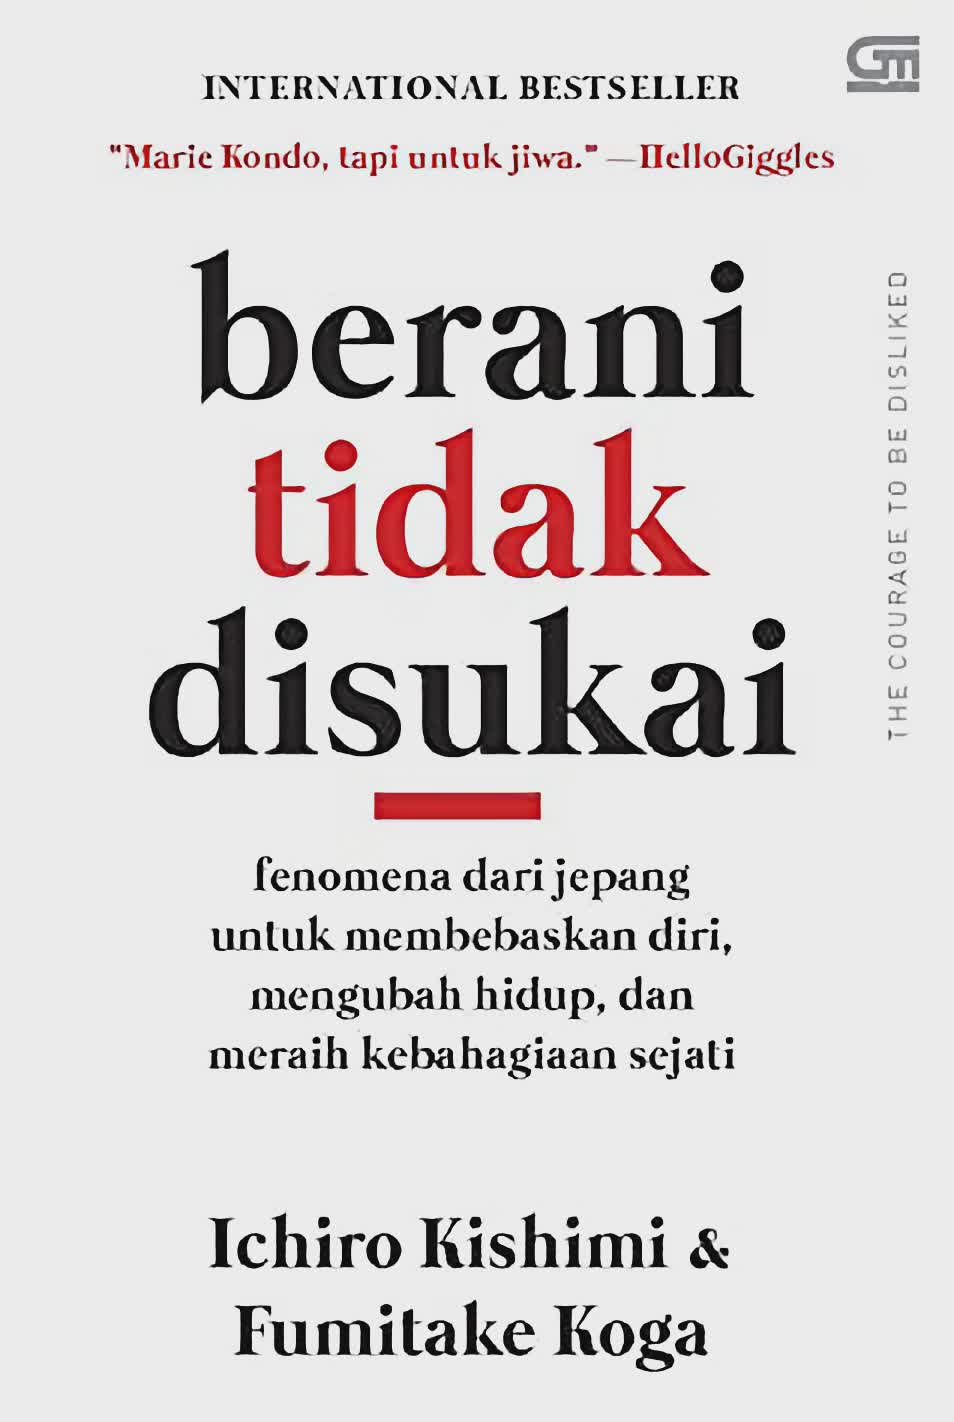 GM
INTERNATIONAL BESTSELLER
"Marie Kondo, tapi untuk jiwa." —HelloGiggles
berani
tidak
disukai
THE COURAGE TO BE DISLIKED
fenomena dari jepang
untuk membebaskan diri,
mengubah hidup, dan
meraih kebahagiaan sejati
Ichiro Kishimi &
Fumitake Koga